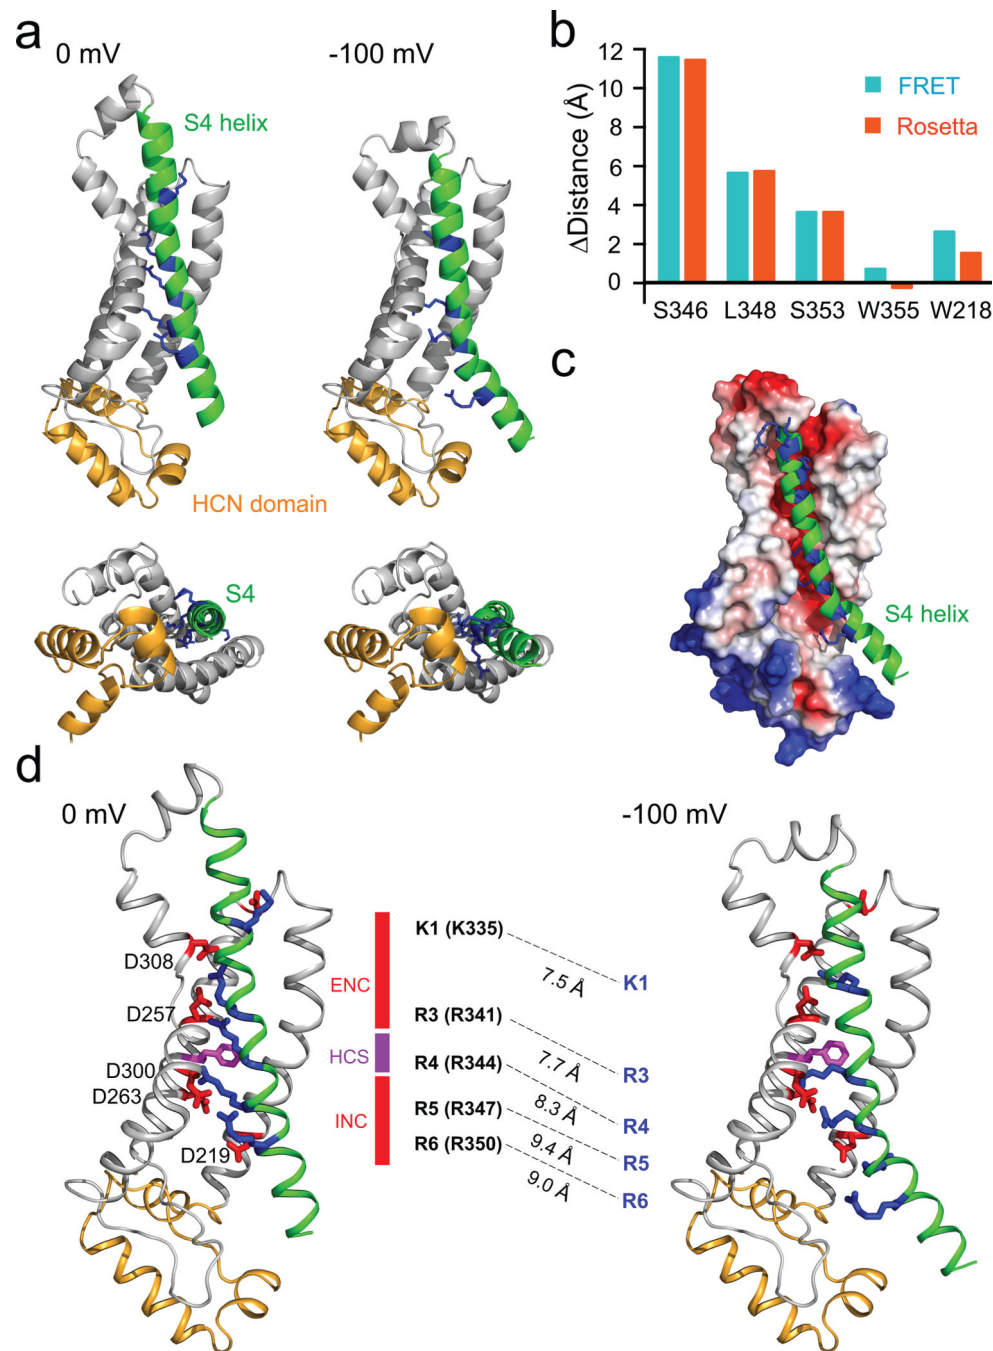 a
0 mV
-100 mV
S4 helix
HCN domain
S4
b
ΔDistance (Å)
12
10
8
6
4
2
0
FRET
Rosetta
S346 L348 S353 W355 W218
c
S4 helix
d
0 mV
-100 mV
D308
D257
D300
D263
D219
ENC
HCS
INC
K1 (K335)
R3 (R341)
R4 (R344)
R5 (R347)
R6 (R350)
7.5 Å
7.7 Å
8.3 Å
9.4 Å
9.0 Å
K1
R3
R4
R5
R6